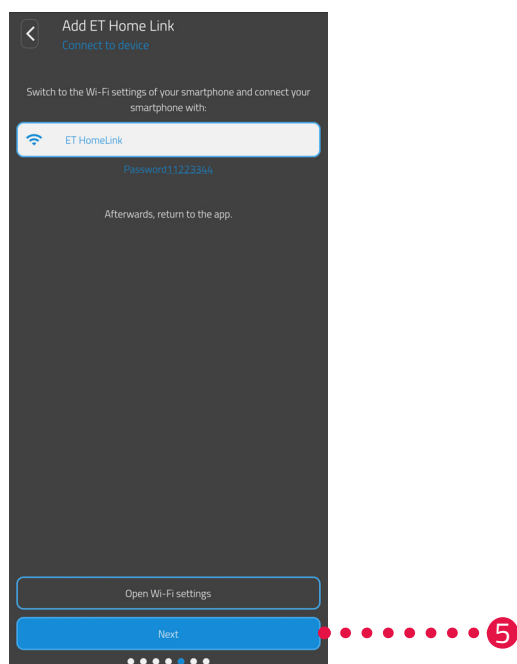 Add ET Home Link
Connect to device
Switch to the Wi-Fi settings of your smartphone and connect your
smartphone with:
ET HomeLink
Password11223344
Afterwards, return to the app.
Open Wi-Fi settings
Next
5